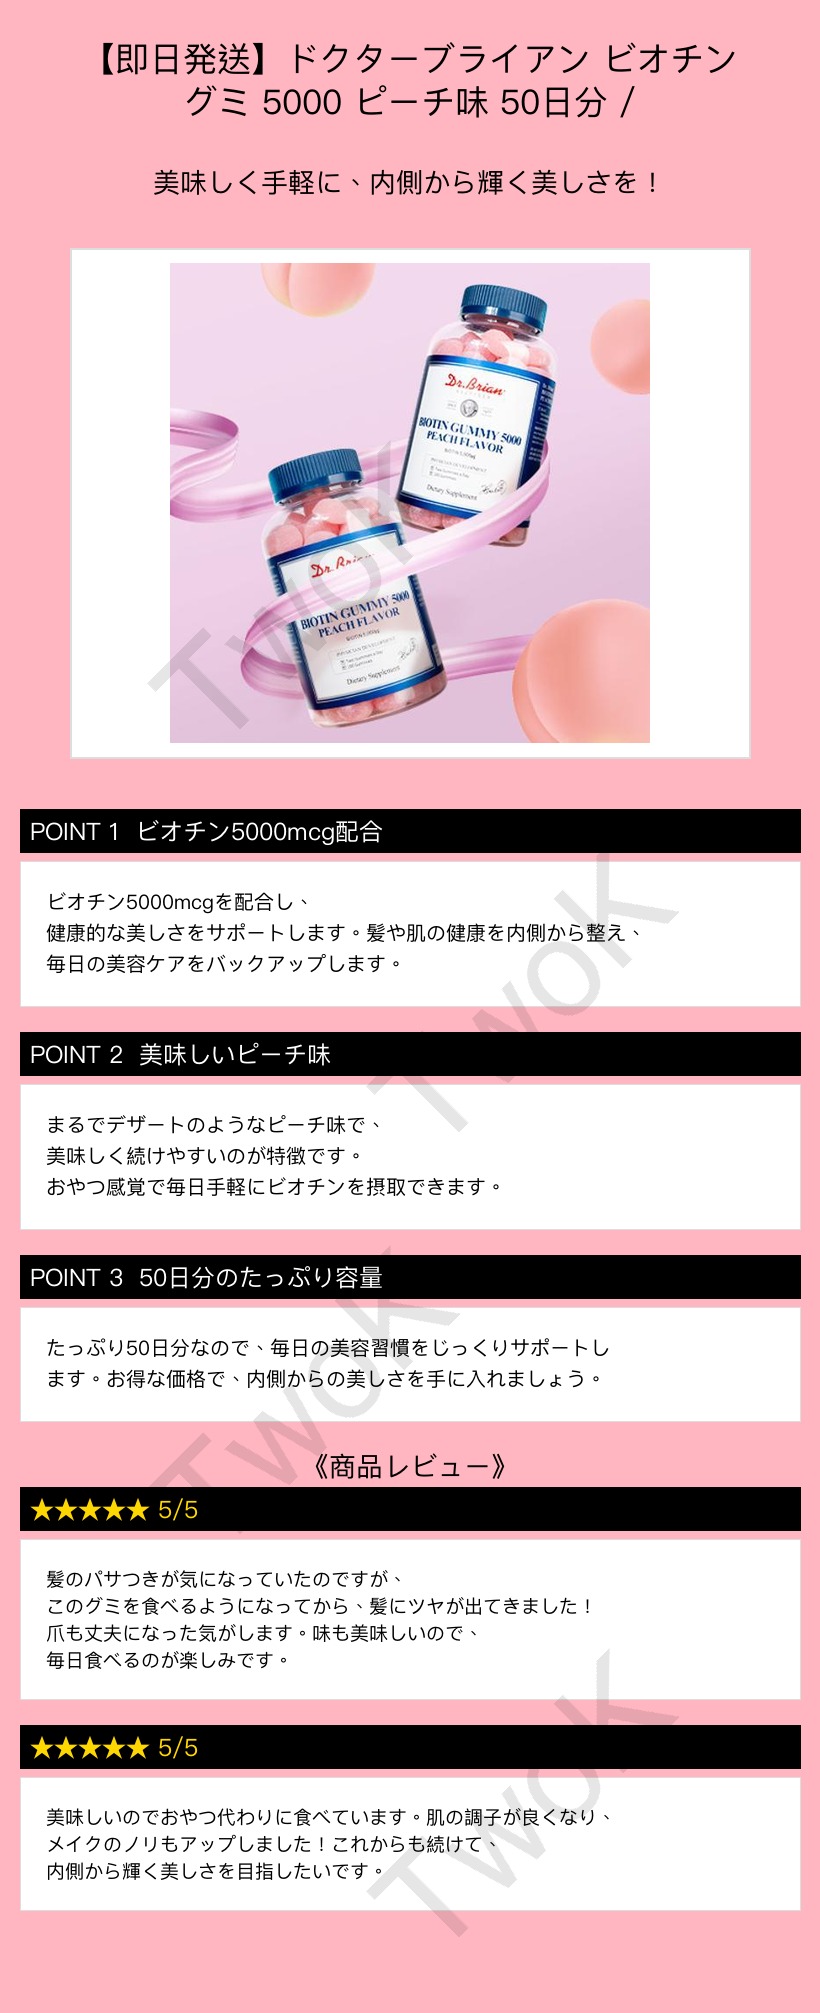 【即日発送】ドクターブライアン ビオチン
グミ 5000 ピーチ味 50日分 /
美味しく手軽に、内側から輝く美しさを！
Dr.Brian
BIOTIN GUMMY 5000
PEACH FLAVOR
PHYSICIAN DEVELOPMENT
Dietary Supplement
Dr. Brian
BIOTIN GUMMY 5000
PEACH FLAVOR
PHYSICIAN DEVELOPMENT
Dietary Supplement
TwoK
POINT 1 ビオチン5000mcg配合
ビオチン5000mcgを配合し、
健康的な美しさをサポートします。髪や肌の健康を内側から整え、
毎日の美容ケアをバックアップします。
TwoK
POINT 2 美味しいピーチ味
まるでデザートのようなピーチ味で、
美味しく続けやすいのが特徴です。
おやつ感覚で毎日手軽にビオチンを摂取できます。
POINT 3 50日分のたっぷり容量
たっぷり50日分なので、毎日の美容習慣をじっくりサポートし
ます。お得な価格で、内側からの美しさを手に入れましょう。
TwoK
《商品レビュー》
★★★★★ 5/5
髪のパサつきが気になっていたのですが、
このグミを食べるようになってから、髪にツヤが出てきました！
爪も丈夫になった気がします。味も美味しいので、
毎日食べるのが楽しみです。
★★★★★ 5/5
美味しいのでおやつ代わりに食べています。肌の調子が良くなり、
メイクのノリもアップしました！これからも続けて、
内側から輝く美しさを目指したいです。
TwoK